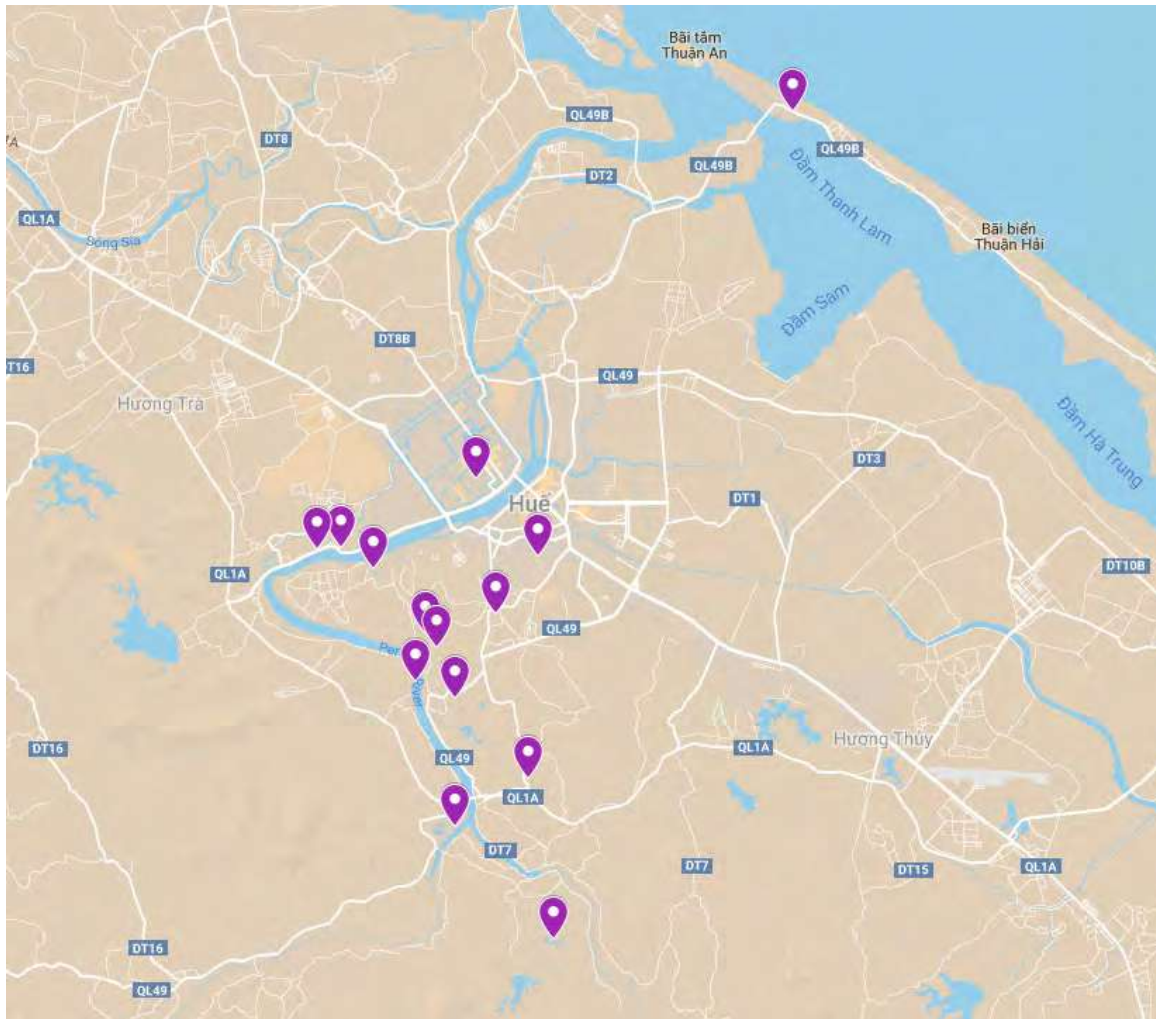 Bãi tắm
Thuận An
QL49B
DT8
QL49B
QL49B
DT2
Đầm Thanh Lam
QL1A
Bãi biển
Thuận Hải
Song Sia
Đầm Sam
DT8B
DT16
QL49
Hương Trà
Đầm Hà Trung
DT3
DT1
Huế
DT10B
QL1A
QL49
River
Hương Thủy
DT16
QL1A
QL49
QL1A
DT7
DT7
DT15
QL1A
DT16
QL49